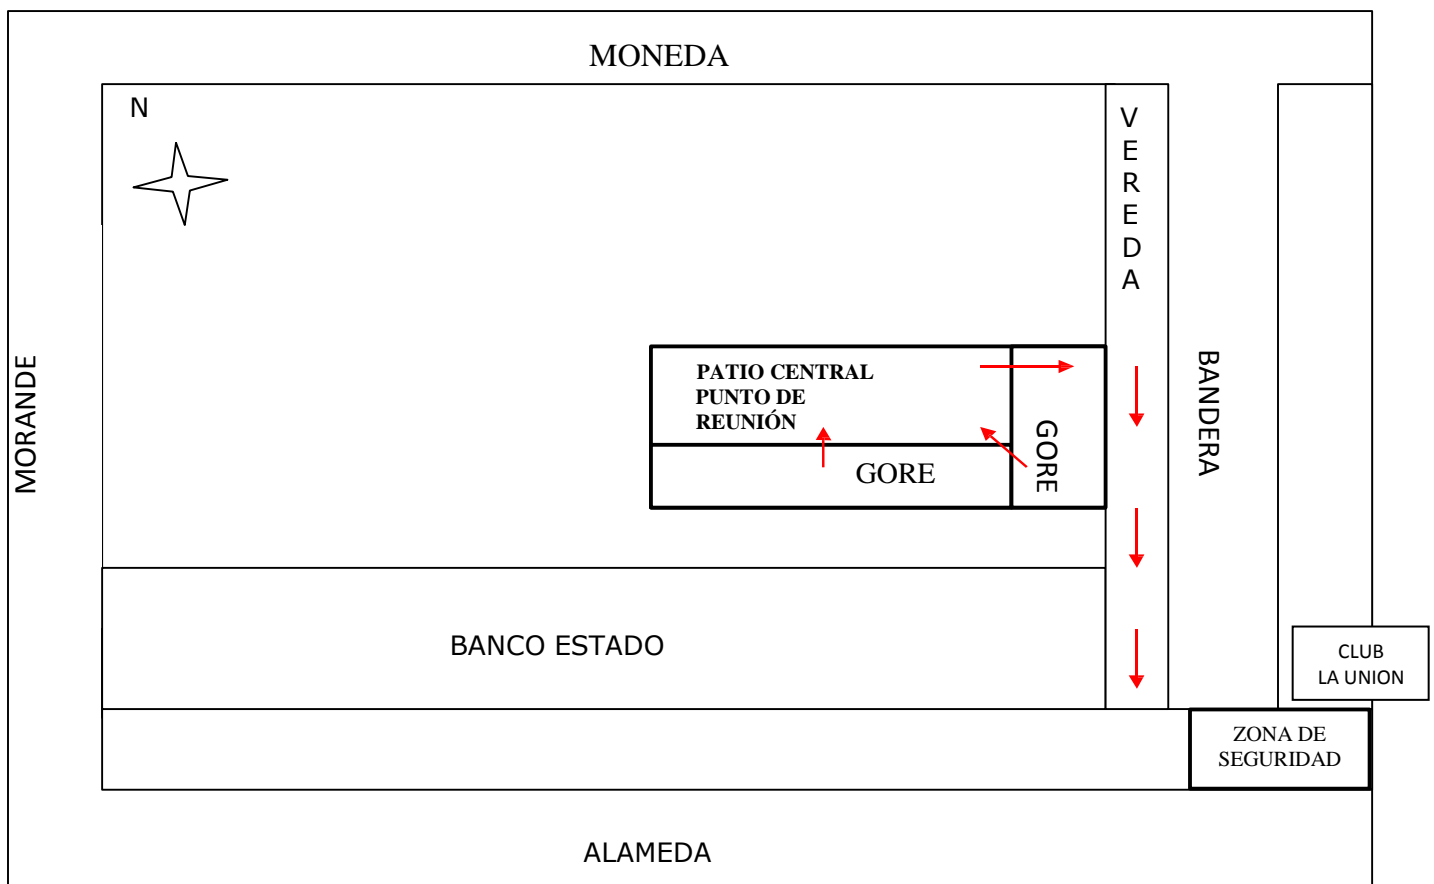 MONEDA
N
VEREDA
MORANDE
PATIO CENTRAL
PUNTO DE
REUNIÓN
GORE
GORE
BANDERA
BANCO ESTADO
CLUB
LA UNION
ZONA DE
SEGURIDAD
ALAMEDA